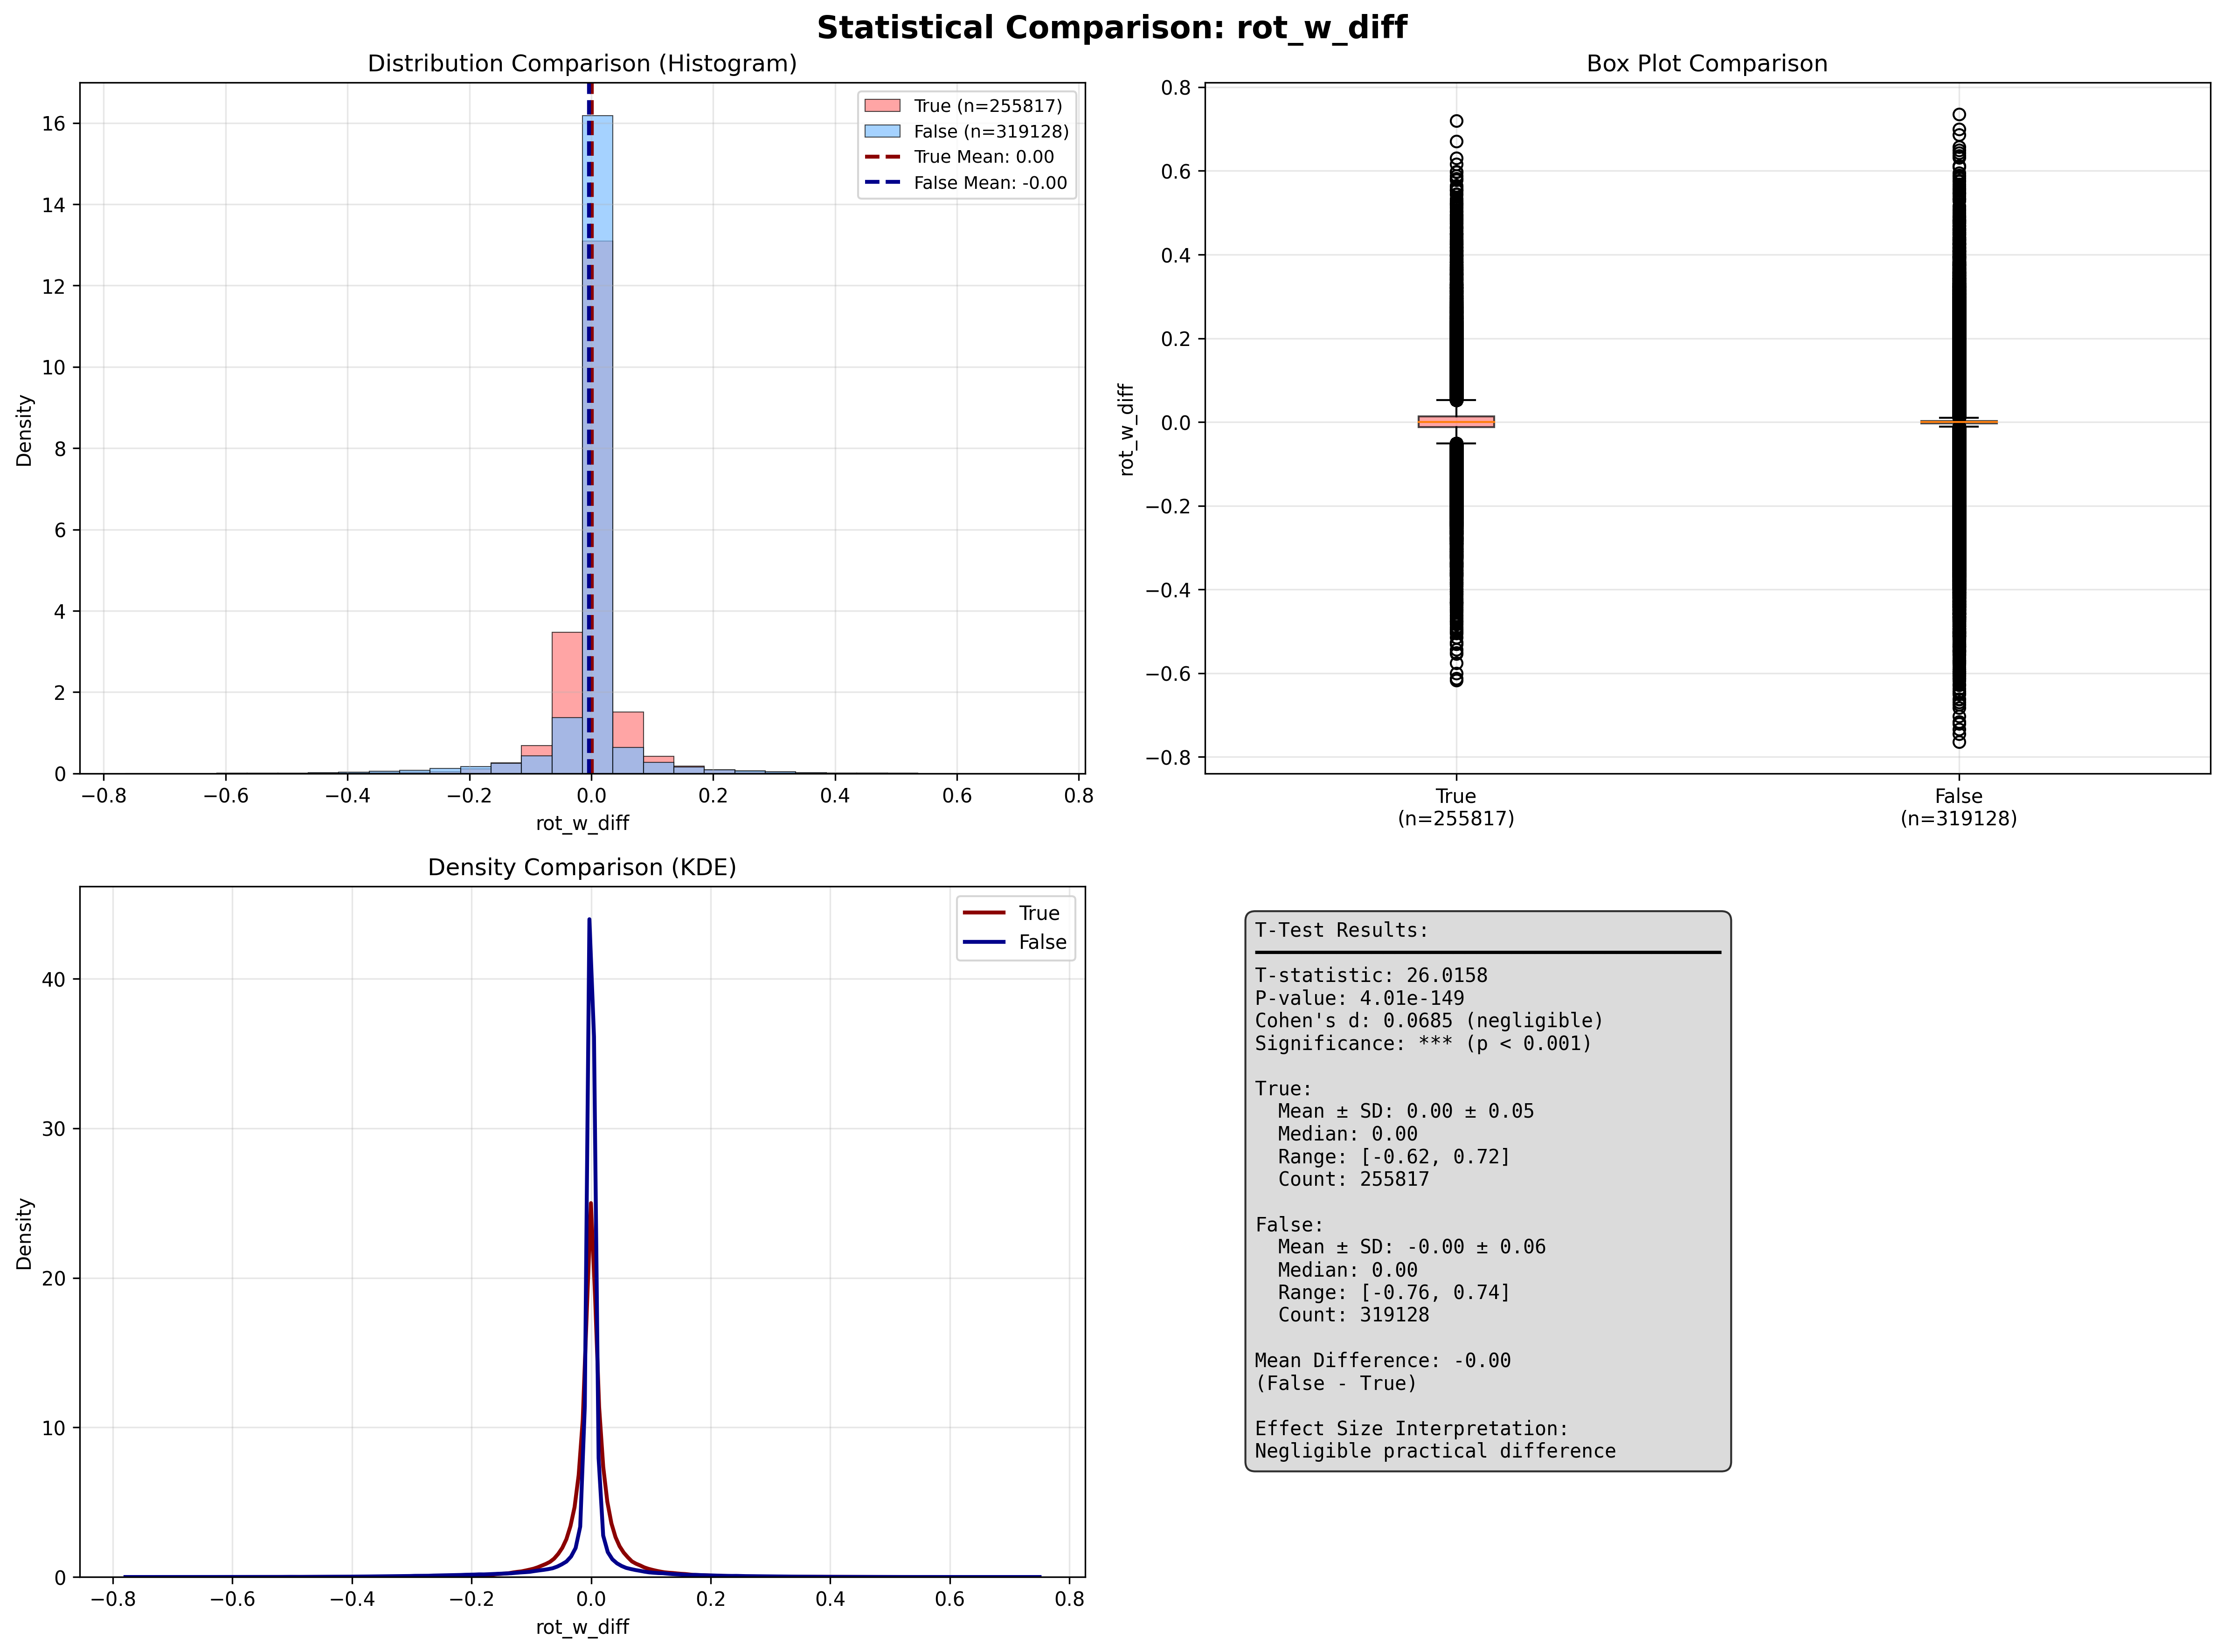 Statistical Comparison: rot_w_diff
Distribution Comparison (Histogram)
Density
16
14
12
10
8
6
4
2
0
−0.8
−0.6
−0.4
−0.2
0.0
0.2
0.4
0.6
0.8
rot_w_diff
True (n=255817)
False (n=319128)
True Mean: 0.00
False Mean: -0.00
Box Plot Comparison
rot_w_diff
0.8
0.6
0.4
0.2
0.0
−0.2
−0.4
−0.6
−0.8
True
(n=255817)
False
(n=319128)
Density Comparison (KDE)
Density
40
30
20
10
0
−0.8
−0.6
−0.4
−0.2
0.0
0.2
0.4
0.6
0.8
rot_w_diff
True
False
T-Test Results:
T-statistic: 26.0158
P-value: 4.01e-149
Cohen's d: 0.0685 (negligible)
Significance: *** (p < 0.001)
True:
Mean ± SD: 0.00 ± 0.05
Median: 0.00
Range: [-0.62, 0.72]
Count: 255817
False:
Mean ± SD: -0.00 ± 0.06
Median: 0.00
Range: [-0.76, 0.74]
Count: 319128
Mean Difference: -0.00
(False - True)
Effect Size Interpretation:
Negligible practical difference